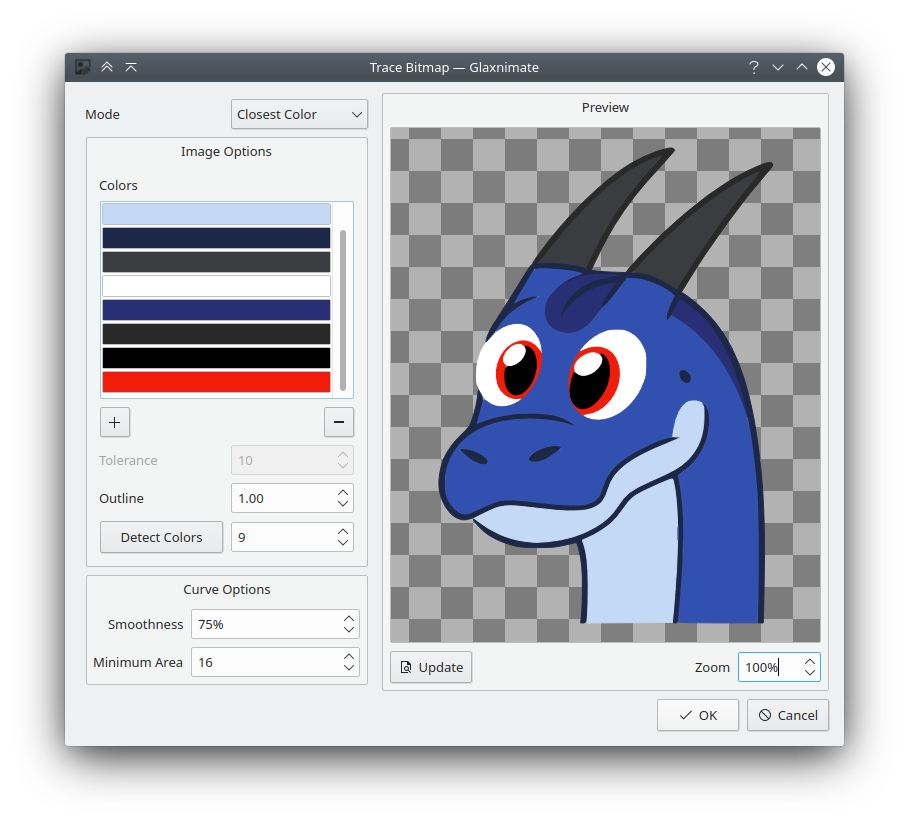 Trace Bitmap — Glaxnimate
?
Mode
Closest Color
Image Options
Colors
+
−
Tolerance
10
Outline
1.00
Detect Colors
9
Curve Options
Smoothness
75%
Minimum Area
16
Preview
Update
Zoom
100%
OK
Cancel